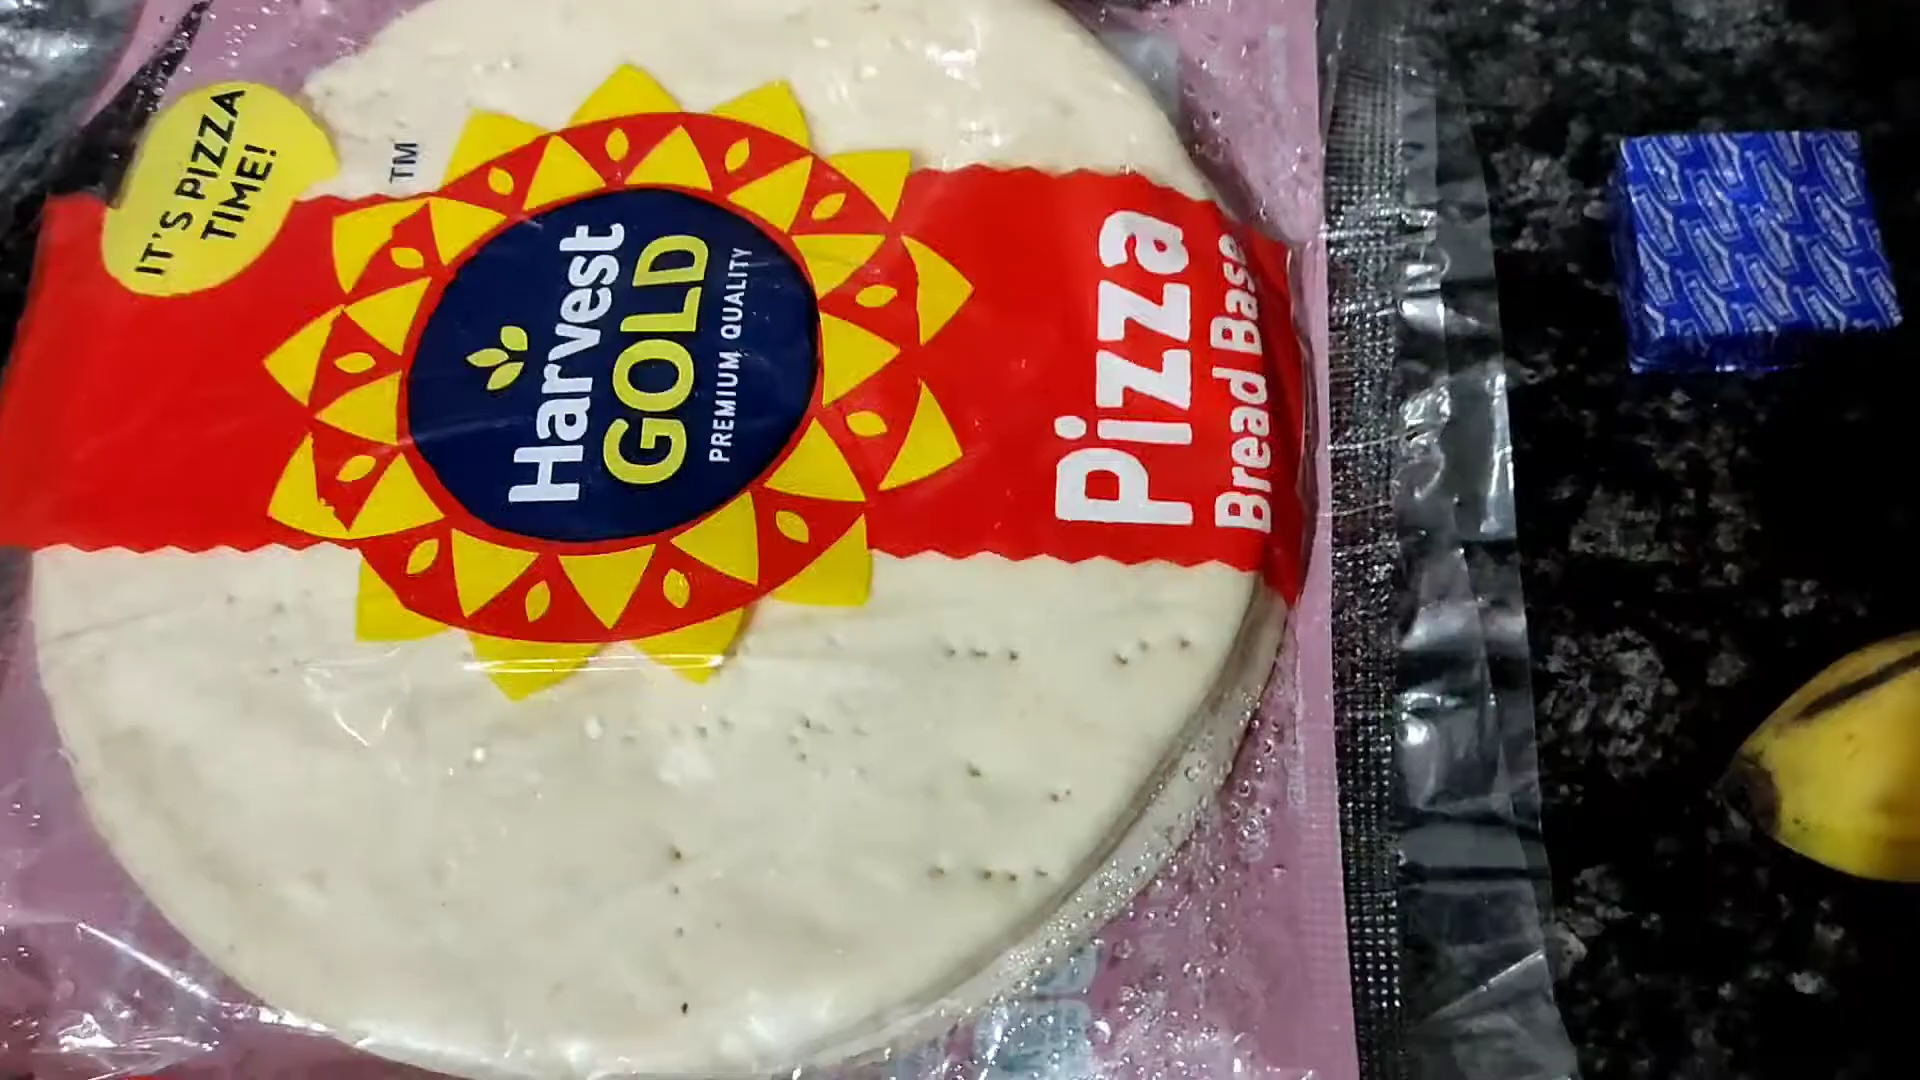 IT'S PIZZA
TIME!
TM
Harvest
GOLD
PREMIUM QUALITY
Pizza
Bread Base